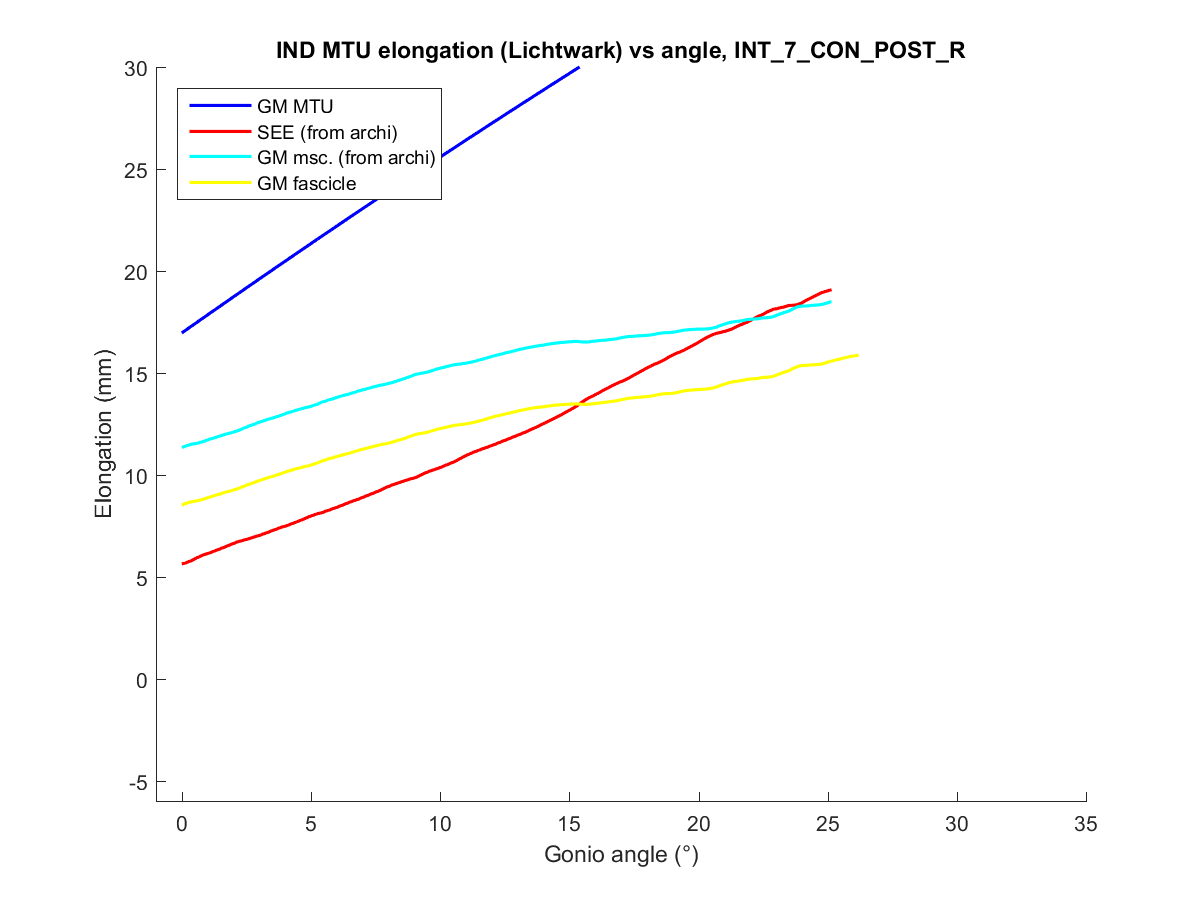 IND MTU elongation (Lichtwark) vs angle, INT_7_CON_POST_R
30
25
20
15
10
5
0
-5
Elongation (mm)
GM MTU
SEE (from archi)
GM msc. (from archi)
GM fascicle
0 5 10 15 20 25 30 35
Gonio angle (°)